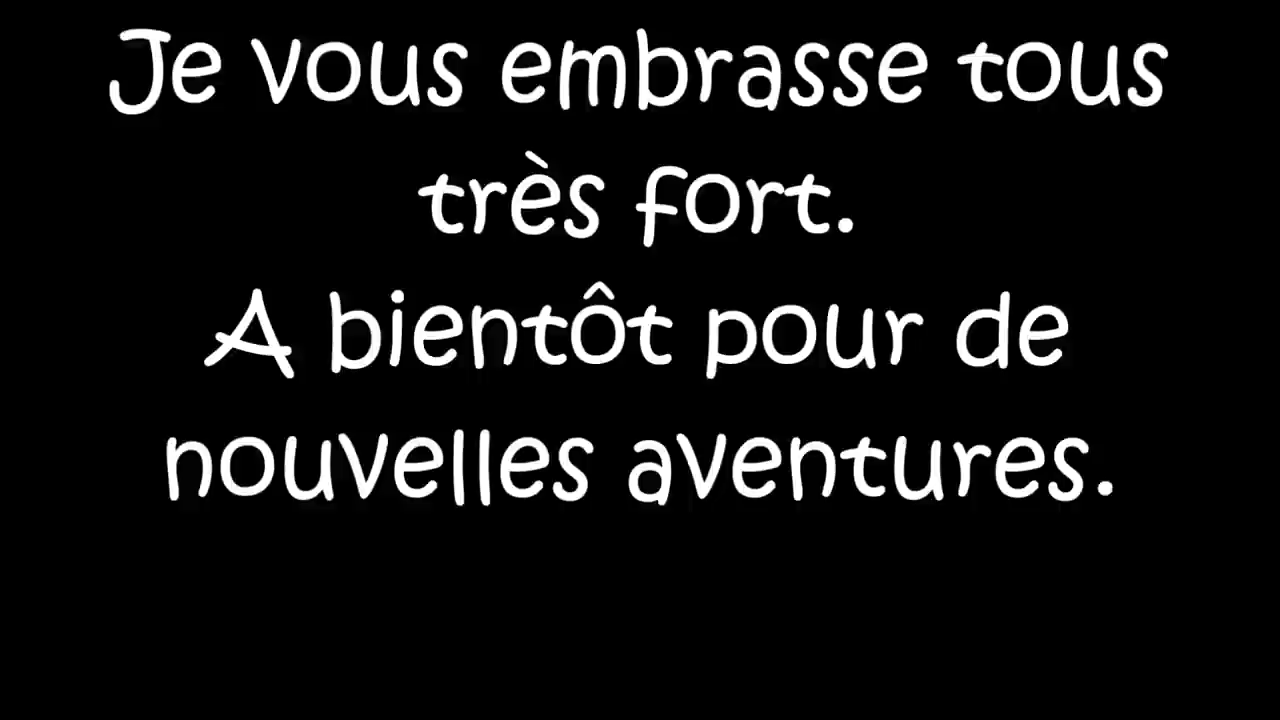 Je vous embrasse tous
très fort.
A bientôt pour de
nouvelles aventures.